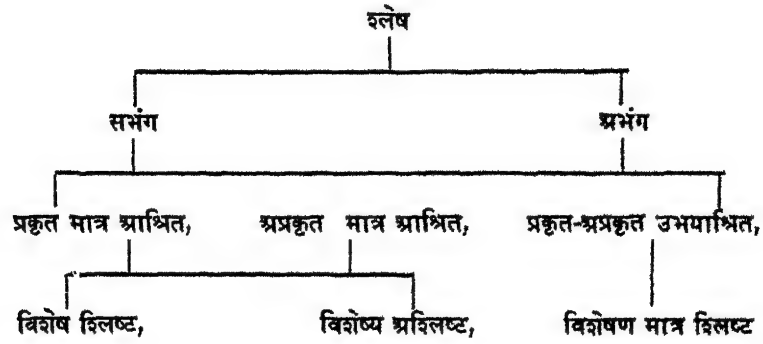 श्लेष
सभंग अभंग
प्रकृत मात्र आश्रित, अप्रकृत मात्र आश्रित, प्रकृत-अप्रकृत उभयाश्रित,
विशेष श्लिष्ट, विशेष्य अश्लिष्ट, विशेषण मात्र श्लिष्ट